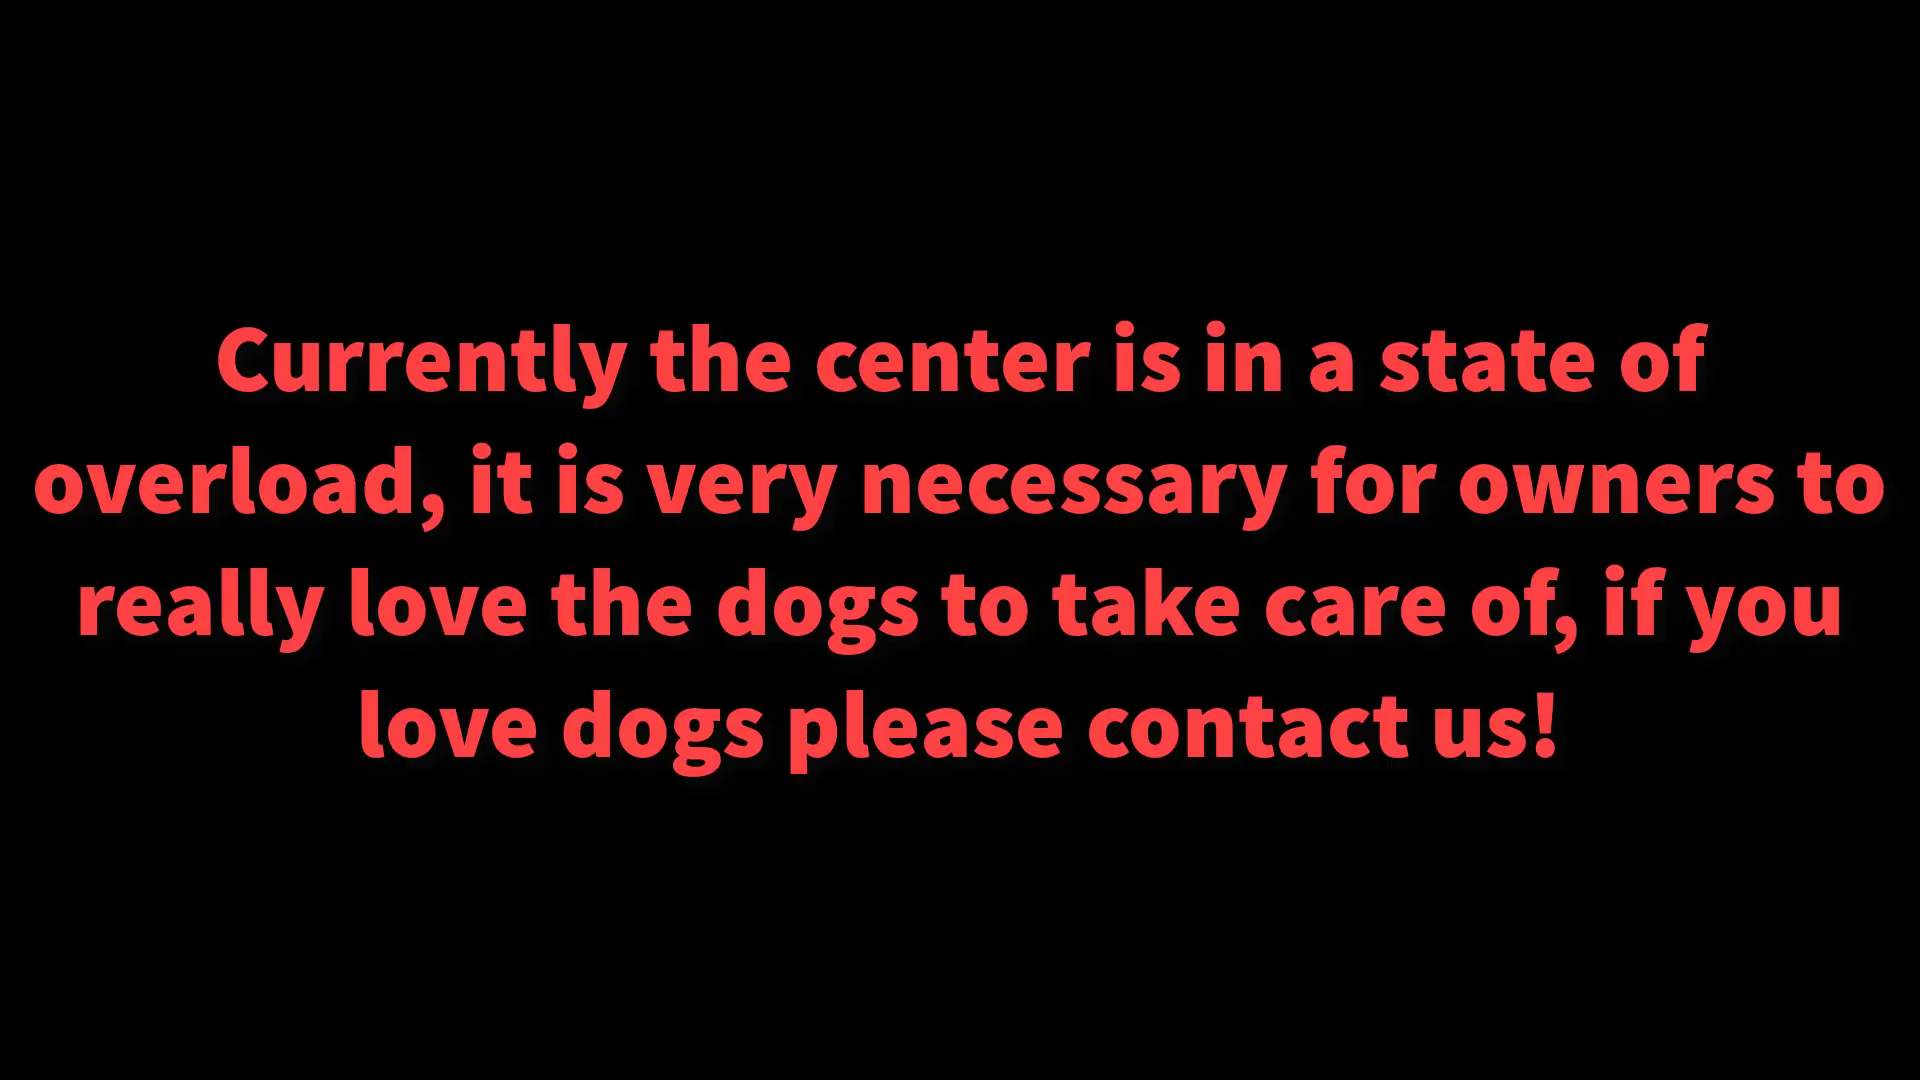 Currently the center is in a state of
overload, it is very necessary for owners to
really love the dogs to take care of, if you
love dogs please contact us!